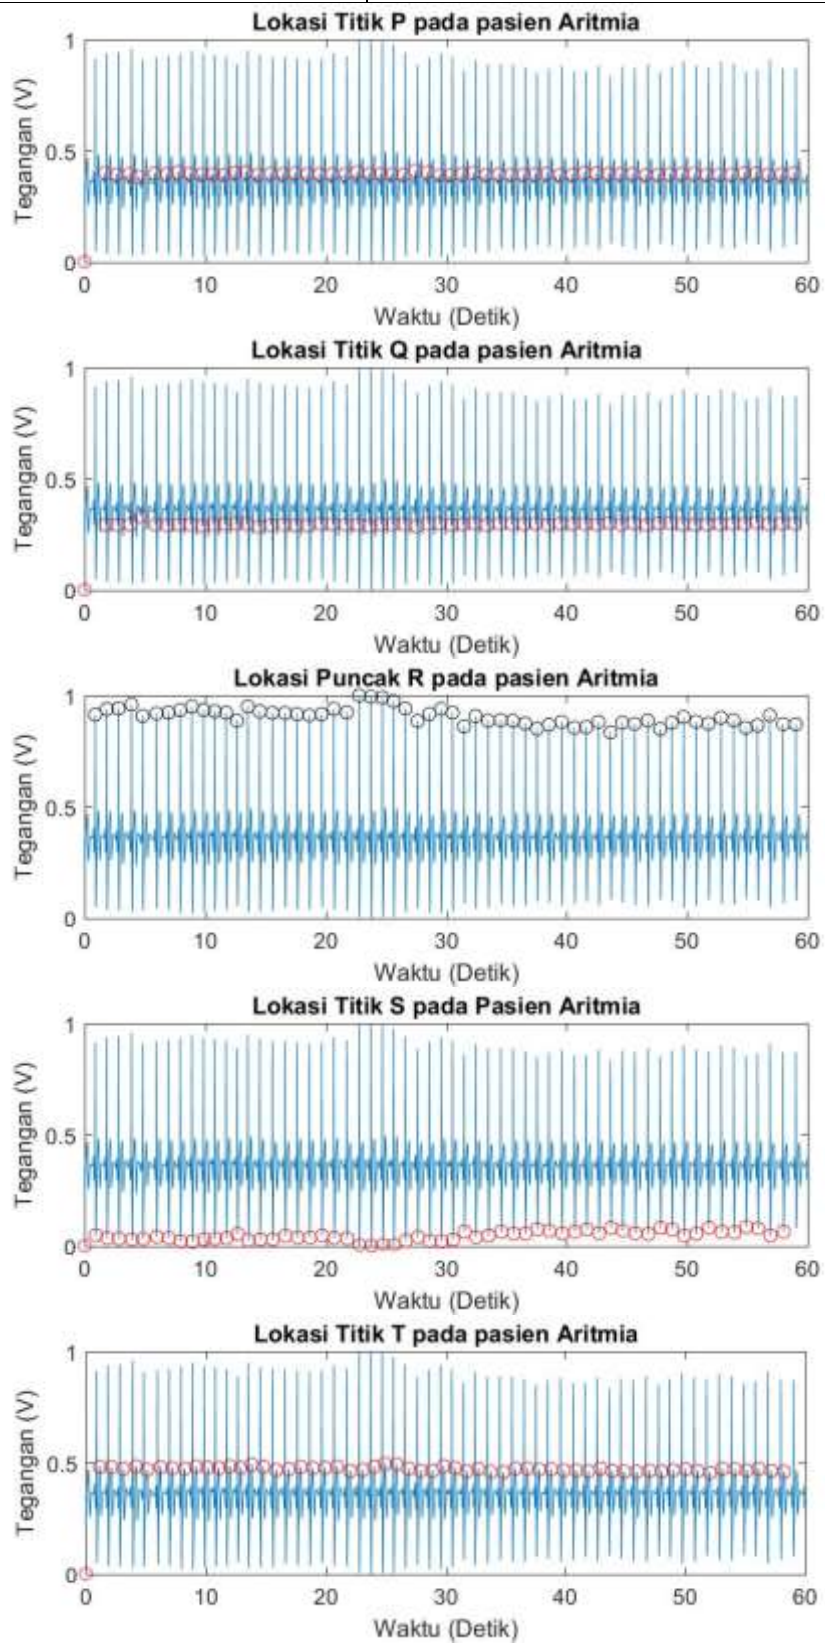 Lokasi Titik P pada pasien Aritmia
1
0.5
0
Tegangan (V)
0 10 20 30 40 50 60
Waktu (Detik)
Lokasi Titik Q pada pasien Aritmia
1
0.5
0
Tegangan (V)
0 10 20 30 40 50 60
Waktu (Detik)
Lokasi Puncak R pada pasien Aritmia
1
0.5
0
Tegangan (V)
0 10 20 30 40 50 60
Waktu (Detik)
Lokasi Titik S pada Pasien Aritmia
1
0.5
0
Tegangan (V)
0 10 20 30 40 50 60
Waktu (Detik)
Lokasi Titik T pada pasien Aritmia
1
0.5
0
Tegangan (V)
0 10 20 30 40 50 60
Waktu (Detik)